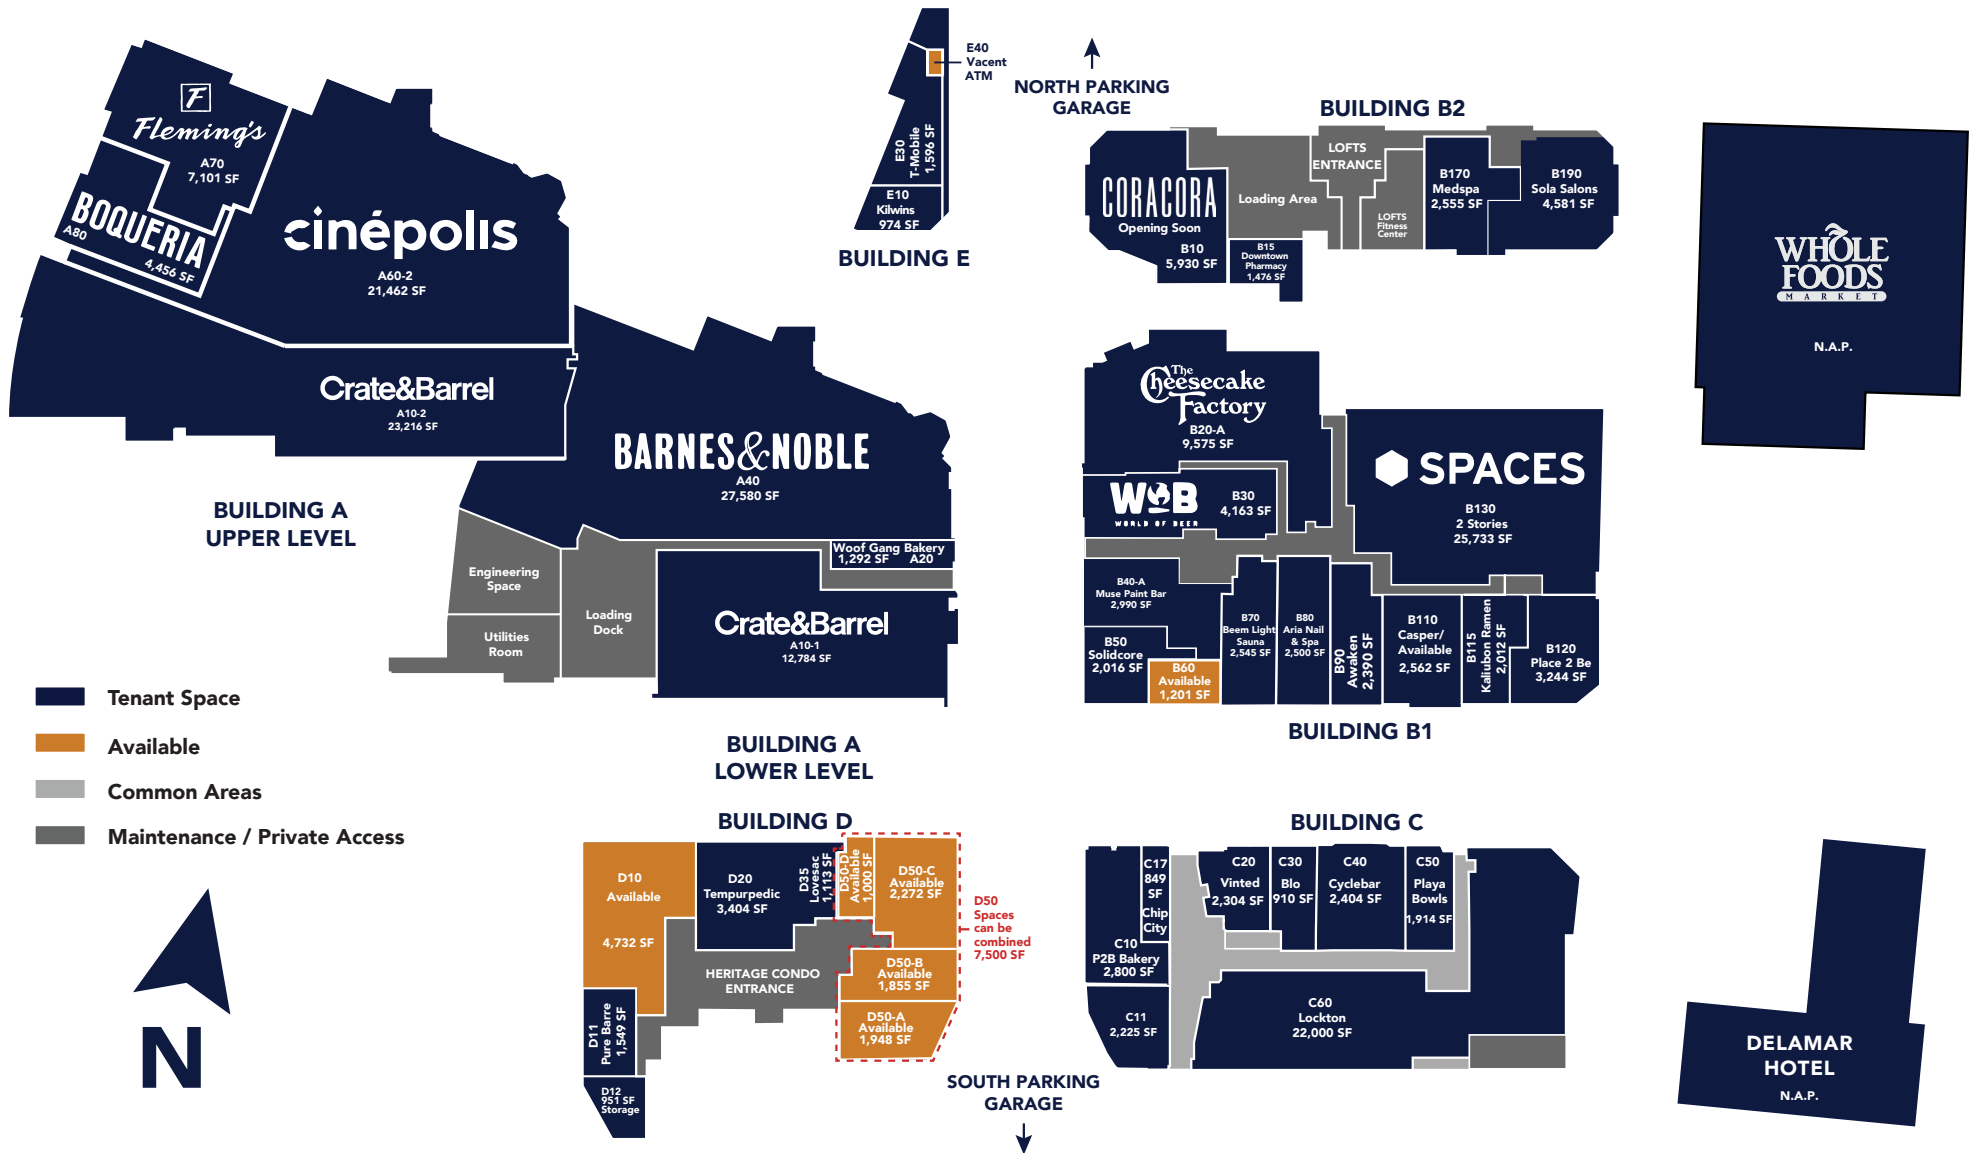 F
Fleming's
A70
7,101 SF
BOQUERIA
A80
4,456 SF
cinépolis
A60-2
21,462 SF
Crate&Barrel
A10-2
23,216 SF
BUILDING A
UPPER LEVEL
E40
Vacent
ATM
E30
T-Mobile
1,596 SF
E10
Kilwins
974 SF
BUILDING E
NORTH PARKING
GARAGE
BUILDING B2
CORACORA
Opening Soon
B10
5,930 SF
Loading Area
LOFTS
ENTRANCE
LOFTS
Fitness
Center
B15
Downtown
Pharmacy
1,476 SF
B170
Medspa
2,555 SF
B190
Sola Salons
4,581 SF
WHOLE
FOODS
MARKET
N.A.P.
BARNES&NOBLE
A40
27,580 SF
Woof Gang Bakery
1,292 SF A20
Engineering
Space
Utilities
Room
Loading
Dock
Crate&Barrel
A10-1
12,784 SF
BUILDING A
LOWER LEVEL
The
Cheesecake
Factory
B20-A
9,575 SF
WOB
WORLD OF BEER
B30
4,163 SF
SPACES
B130
2 Stories
25,733 SF
B40-A
Muse Paint Bar
2,990 SF
B50
Solidcore
2,016 SF
B60
Available
1,201 SF
B70
Beem Light
Sauna
2,545 SF
B80
Aria Nail
& Spa
2,500 SF
B90
Awaken
2,390 SF
B110
Casper/
Available
2,562 SF
B115
Kaliubon Ramen
2,012 SF
B120
Place 2 Be
3,244 SF
BUILDING B1
Tenant Space
Available
Common Areas
Maintenance / Private Access
N
BUILDING D
D10
Available
4,732 SF
D20
Tempurpedic
3,404 SF
D35
Lovesac
1,113 SF
D50-D
Available
1,000 SF
D50-C
Available
2,272 SF
D50
Spaces
can be
combined
7,500 SF
HERITAGE CONDO
ENTRANCE
D50-B
Available
1,855 SF
D50-A
Available
1,948 SF
D11
Pure Barre
1,549 SF
D12
951 SF
Storage
SOUTH PARKING
GARAGE
BUILDING C
C17
849
SF
Chip
City
C10
P2B Bakery
2,800 SF
C11
2,225 SF
C20
Vinted
2,304 SF
C30
Blo
910 SF
C40
Cyclebar
2,404 SF
C50
Playa
Bowls
1,914 SF
C60
Lockton
22,000 SF
DELAMAR
HOTEL
N.A.P.